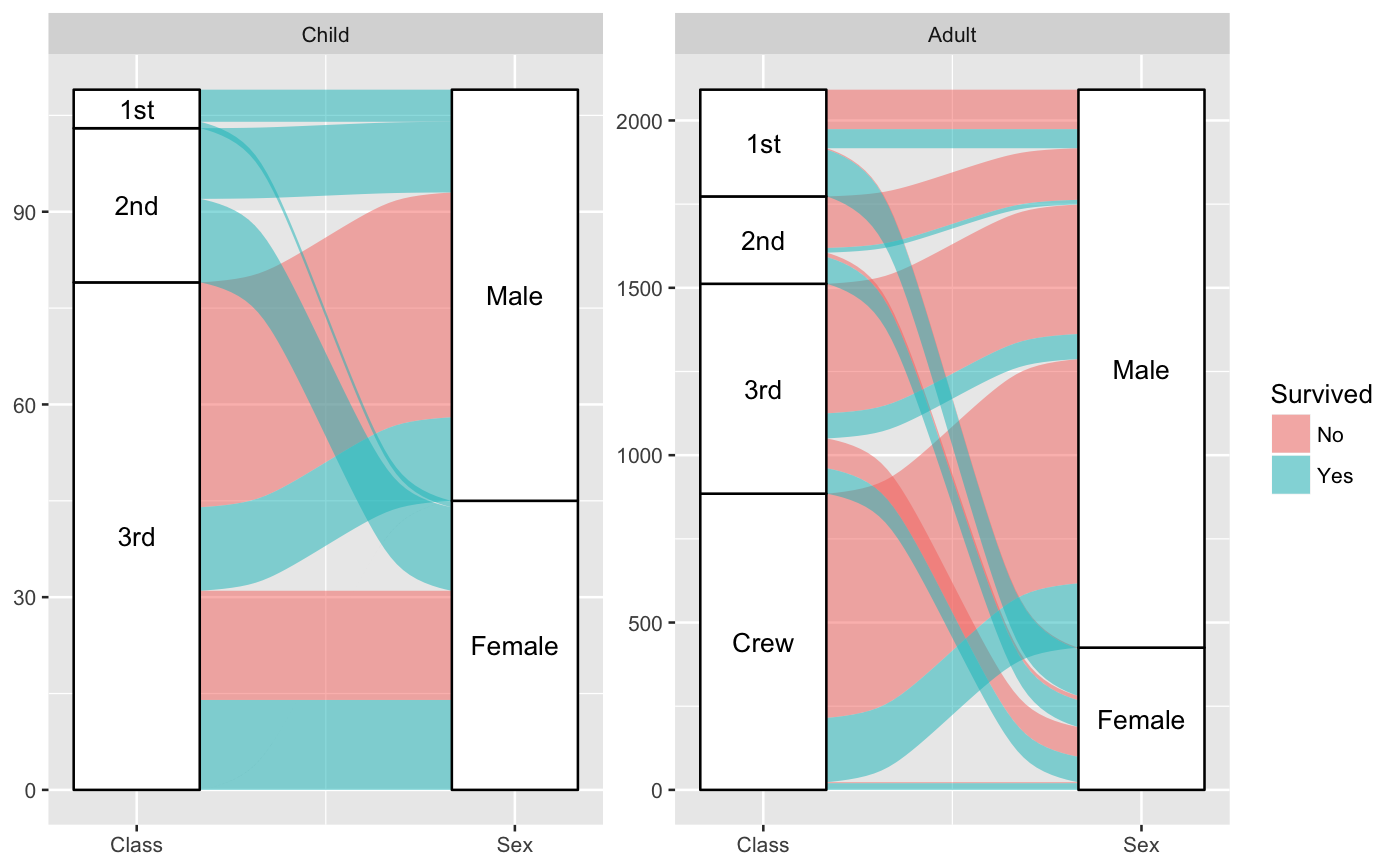 Child
1st
2nd
3rd
Male
Female
90
60
30
0
Class
Sex
Adult
1st
2nd
3rd
Crew
Male
Female
2000
1500
1000
500
0
Class
Sex
Survived
No
Yes